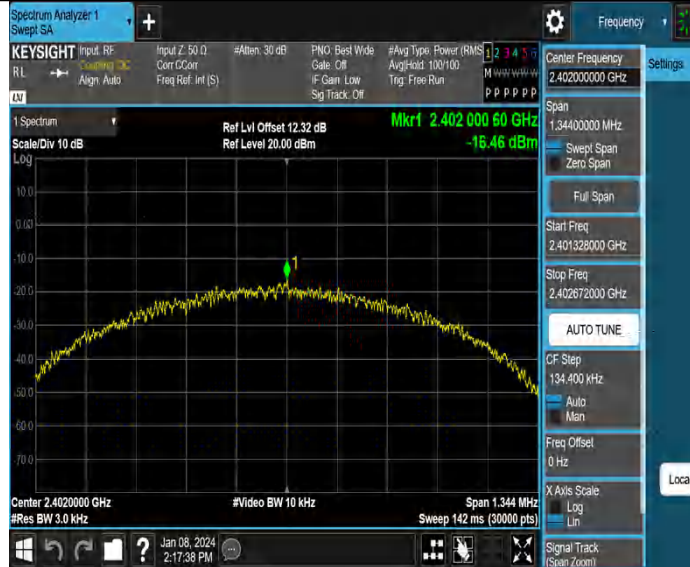 Spectrum Analyzer 1
Swept SA
+
Frequency
KEYSIGHT
RL
Input: RF
Coupling: DC
Align: Auto
Input Z: 50 Ω
Corr CCorr
Freq Ref: Int (S)
#Atten: 30 dB
PNO: Best Wide
Gate: Off
IF Gain: Low
Sig Track: Off
#Avg Type: Power (RMS
Avg|Hold: 100/100
Trig: Free Run
1 2 3 4 5 6
M W W W W W
P P P P P P
LXI
1 Spectrum
Scale/Div 10 dB
Ref Lvl Offset 12.32 dB
Ref Level 20.00 dBm
Mkr1 2.402 000 60 GHz
-16.46 dBm
Log
10.0
0.00
-10.0
-20.0
-30.0
-40.0
-50.0
-60.0
-70.0
1
Center 2.4020000 GHz
#Res BW 3.0 kHz
#Video BW 10 kHz
Span 1.344 MHz
Sweep 142 ms (30000 pts)
?
Jan 08, 2024
2:17:38 PM
Center Frequency
2.402000000 GHz
Span
1.34400000 MHz
Swept Span
Zero Span
Full Span
Start Freq
2.401328000 GHz
Stop Freq
2.402672000 GHz
AUTO TUNE
CF Step
134.400 kHz
Auto
Man
Freq Offset
0 Hz
X Axis Scale
Log
Lin
Signal Track
(Span Zoom)
Settings
Loca